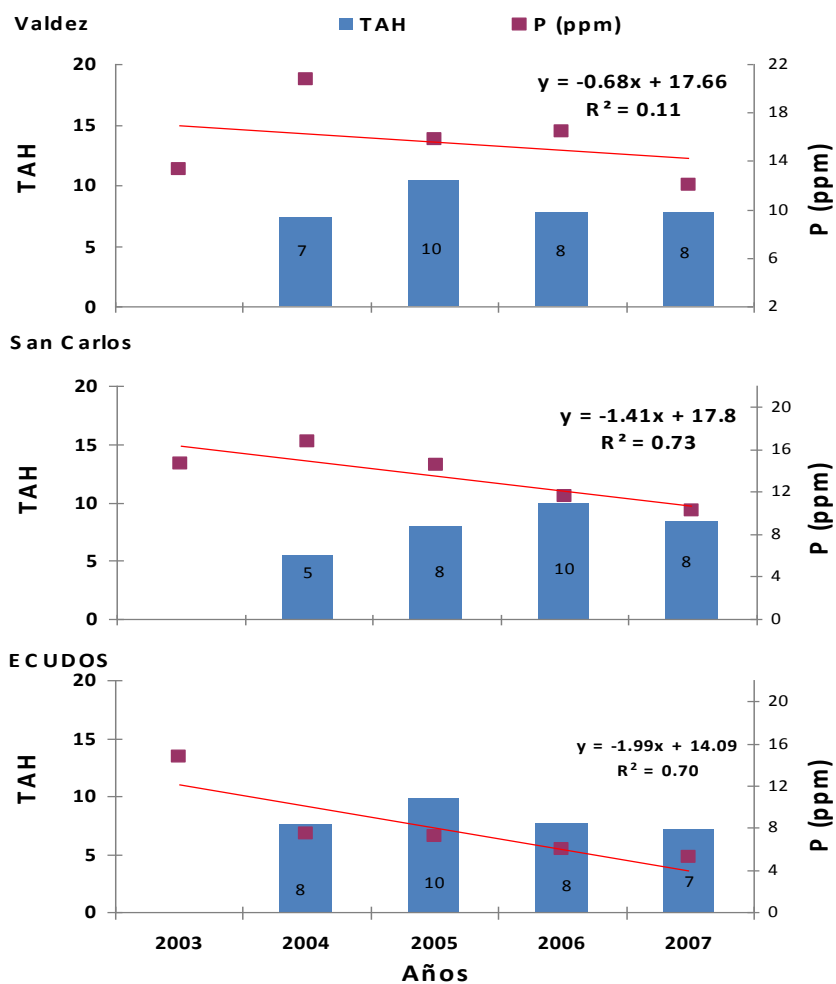 Valdez
TAH
P (ppm)
20
15
10
5
0
TAH
22
18
14
10
6
2
P (ppm)
y = -0.68x + 17.66
R² = 0.11
7
10
8
8
San Carlos
20
15
10
5
0
TAH
20
16
12
8
4
0
P (ppm)
y = -1.41x + 17.8
R² = 0.73
5
8
10
8
ECUDOS
20
15
10
5
0
TAH
20
16
12
8
4
0
P (ppm)
y = -1.99x + 14.09
R² = 0.70
8
10
8
7
2003 2004 2005 2006 2007
Años